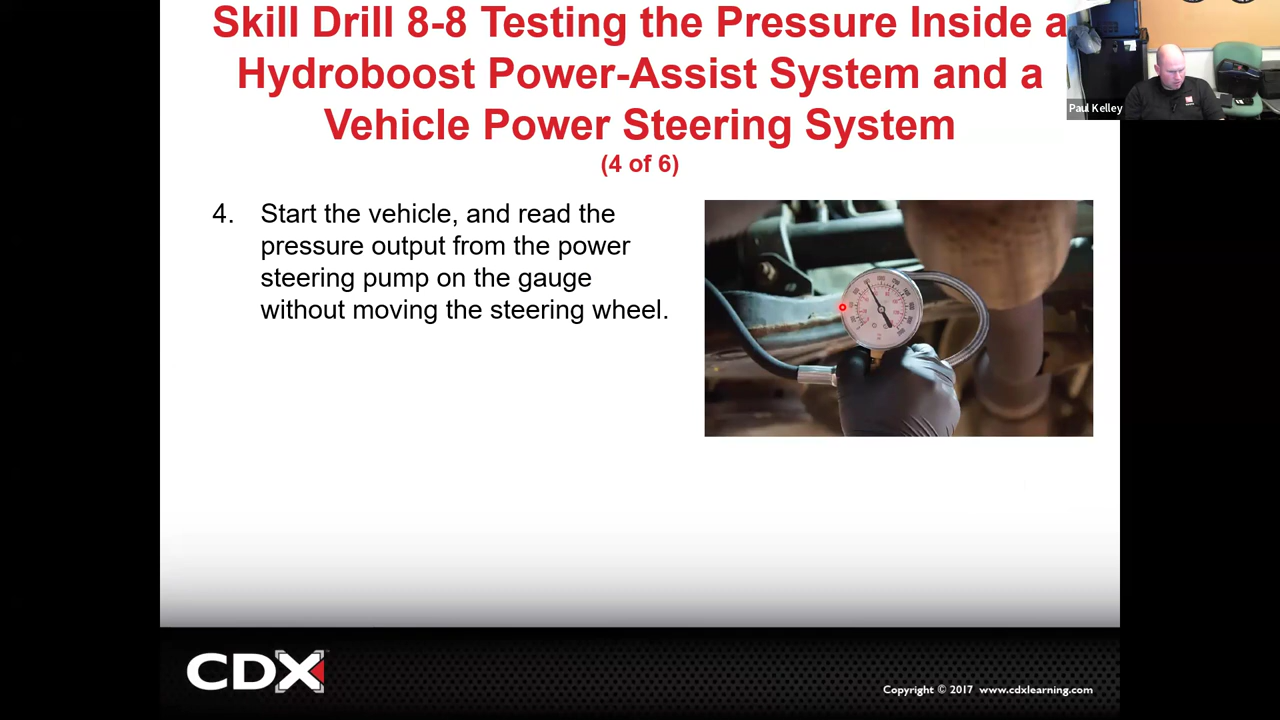 Skill Drill 8-8 Testing the Pressure Inside a
Hydroboost Power-Assist System and a
Vehicle Power Steering System
(4 of 6)
Paul Kelley
4. Start the vehicle, and read the
pressure output from the power
steering pump on the gauge
without moving the steering wheel.
CDX
Copyright © 2017 www.cdxlearning.com